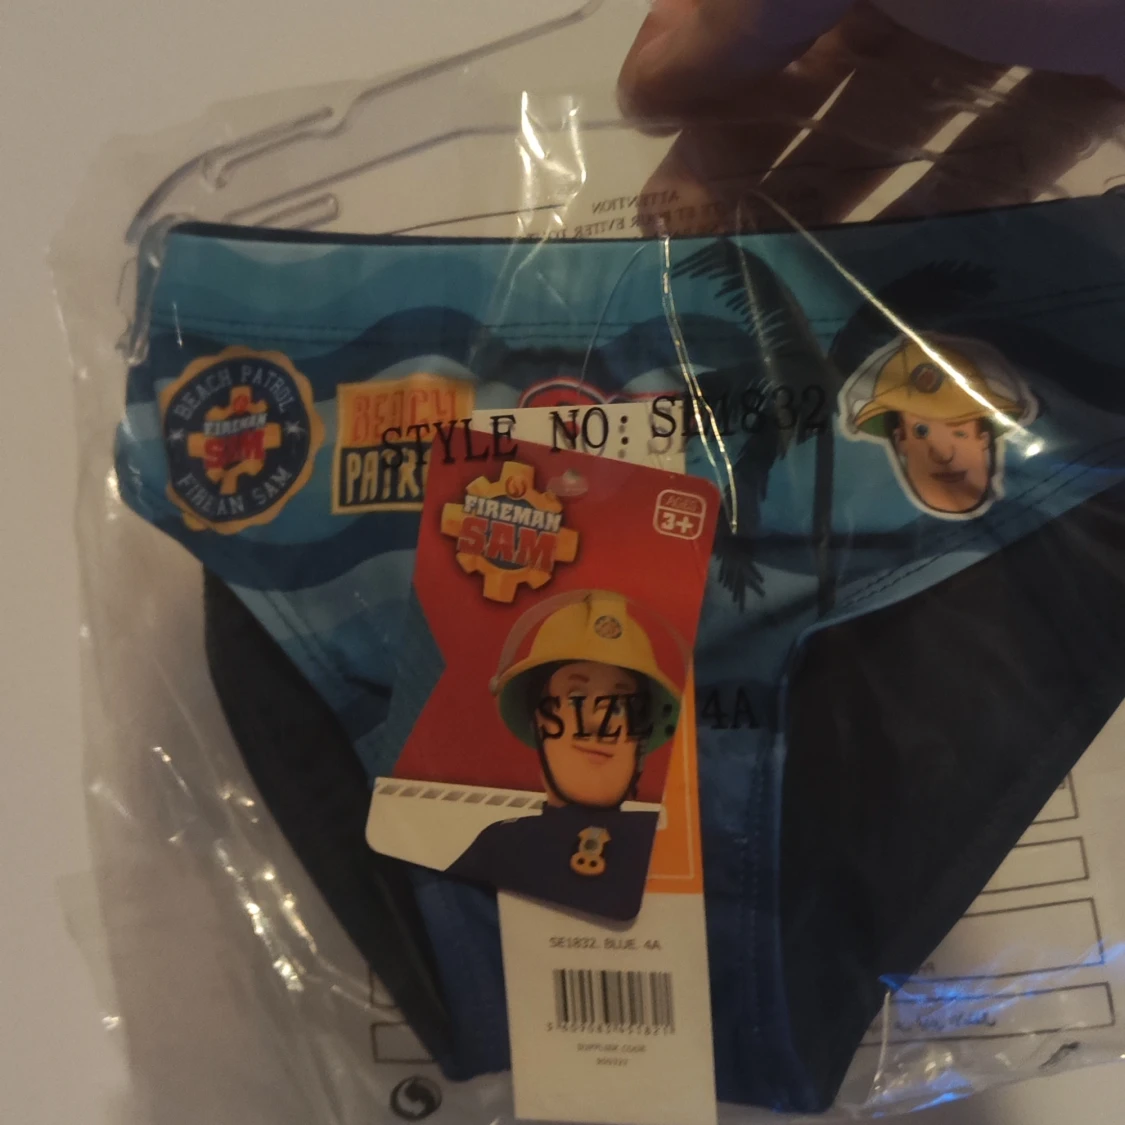 ATTENTION
BEACH PATROL
FIREMAN
SAM
FIREAN SAM
BEACH
PATR
STYLE NO: SE1832
FIREMAN
SAM
AGES
3+
SIZE: 4A
SE1832. BLUE. 4A
SUPPLIER CODE